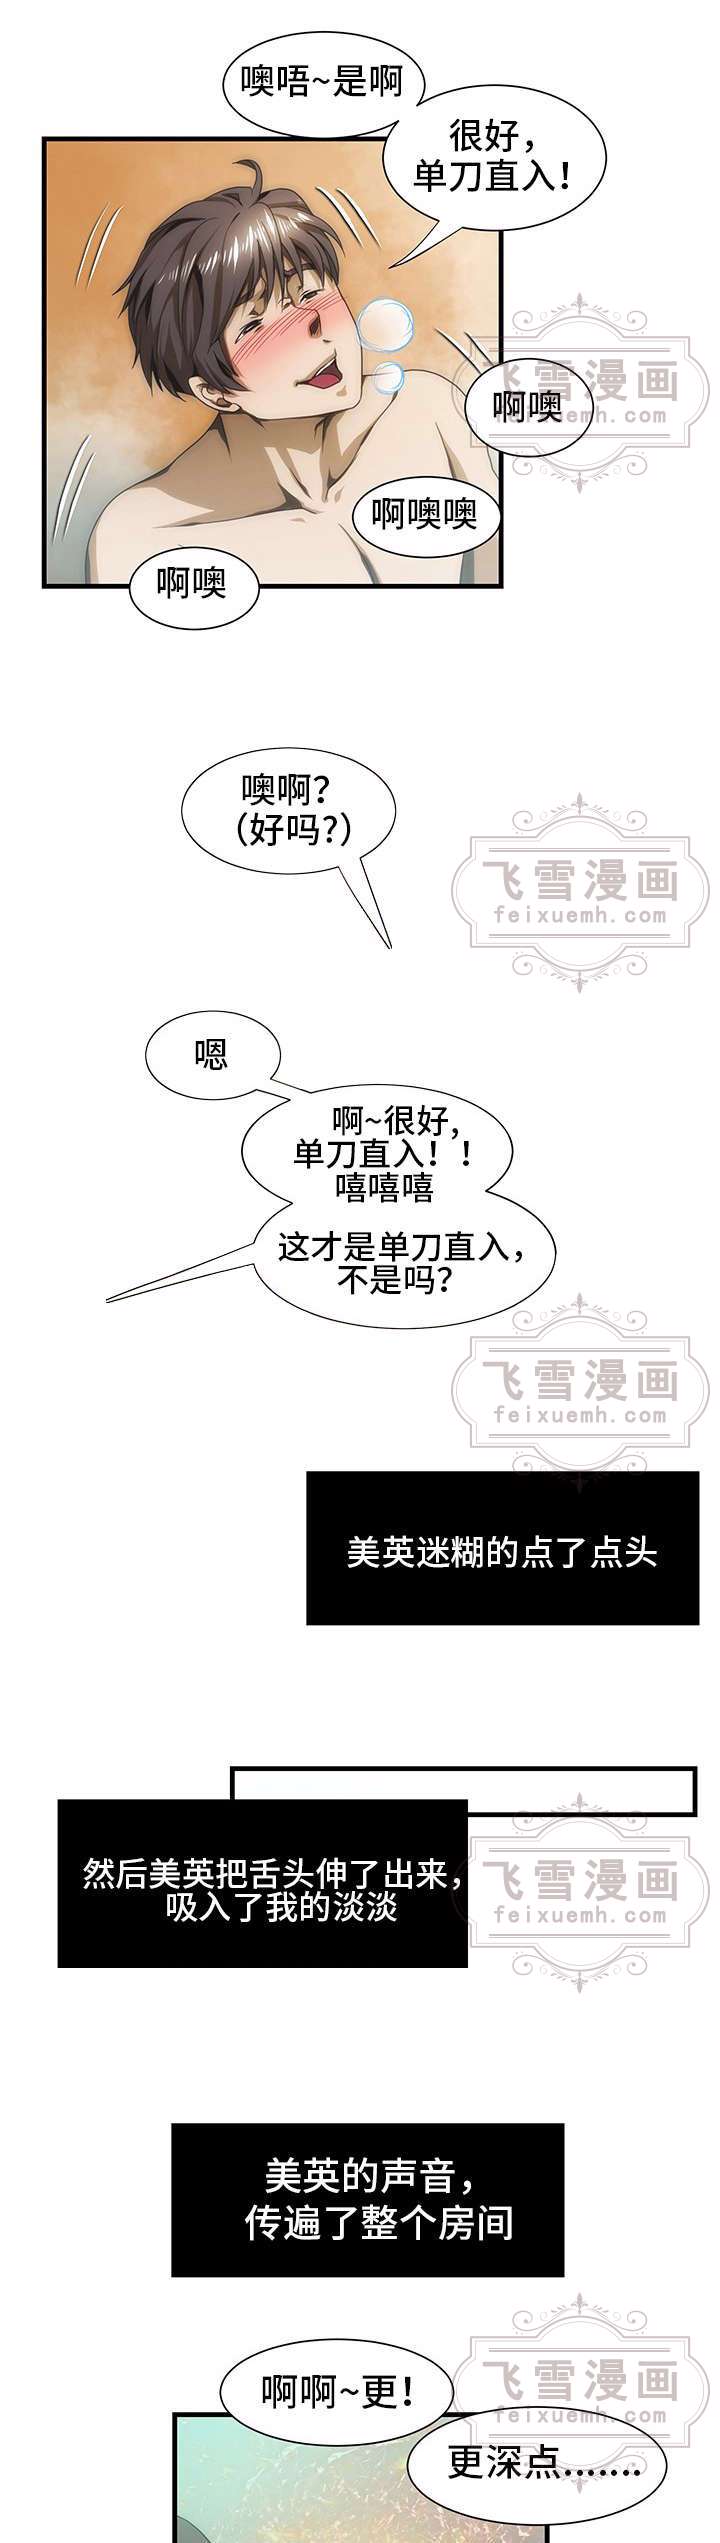 噢唔~是啊
很好，
单刀直入！
飞雪漫画
feixuemh.com
啊噢
啊噢噢
啊噢
噢啊？
（好吗？）
飞雪漫画
feixuemh.com
嗯
啊~很好，
单刀直入！！
嘻嘻嘻
这才是单刀直入，
不是吗？
飞雪漫画
feixuemh.com
美英迷糊的点了点头
然后美英把舌头伸了出来，
吸入了我的淡淡
飞雪漫画
feixuemh.com
美英的声音，
传遍了整个房间
飞雪漫画
feixuemh.com
啊啊~更！
更深点.......